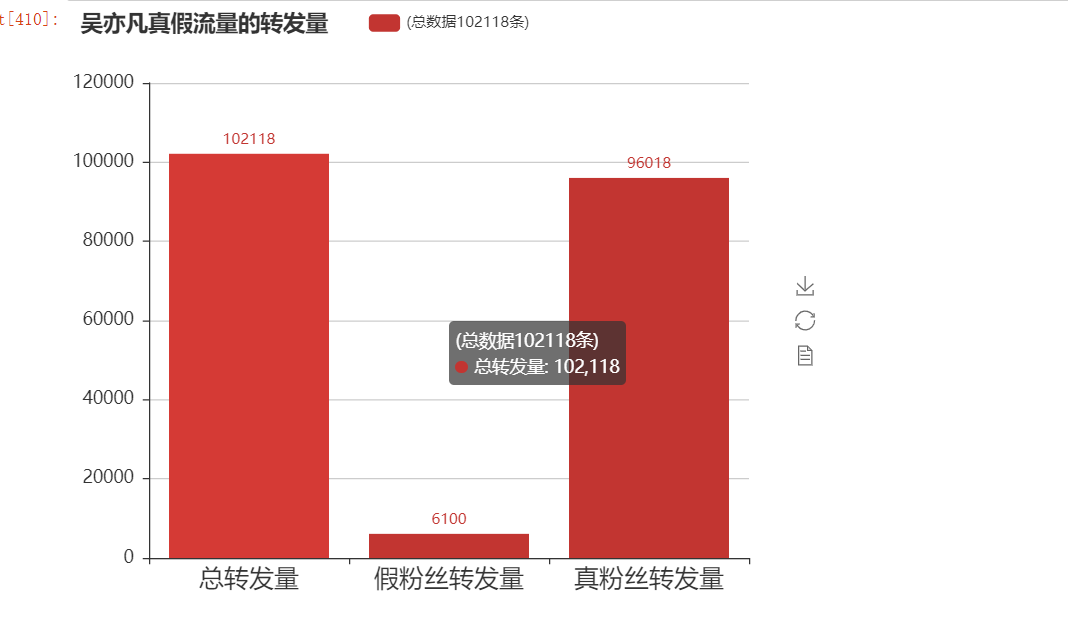 t[410]:
吴亦凡真假流量的转发量
(总数据102118条)
120000
100000
80000
60000
40000
20000
0
102118
6100
96018
(总数据102118条)
总转发量: 102,118
总转发量
假粉丝转发量
真粉丝转发量